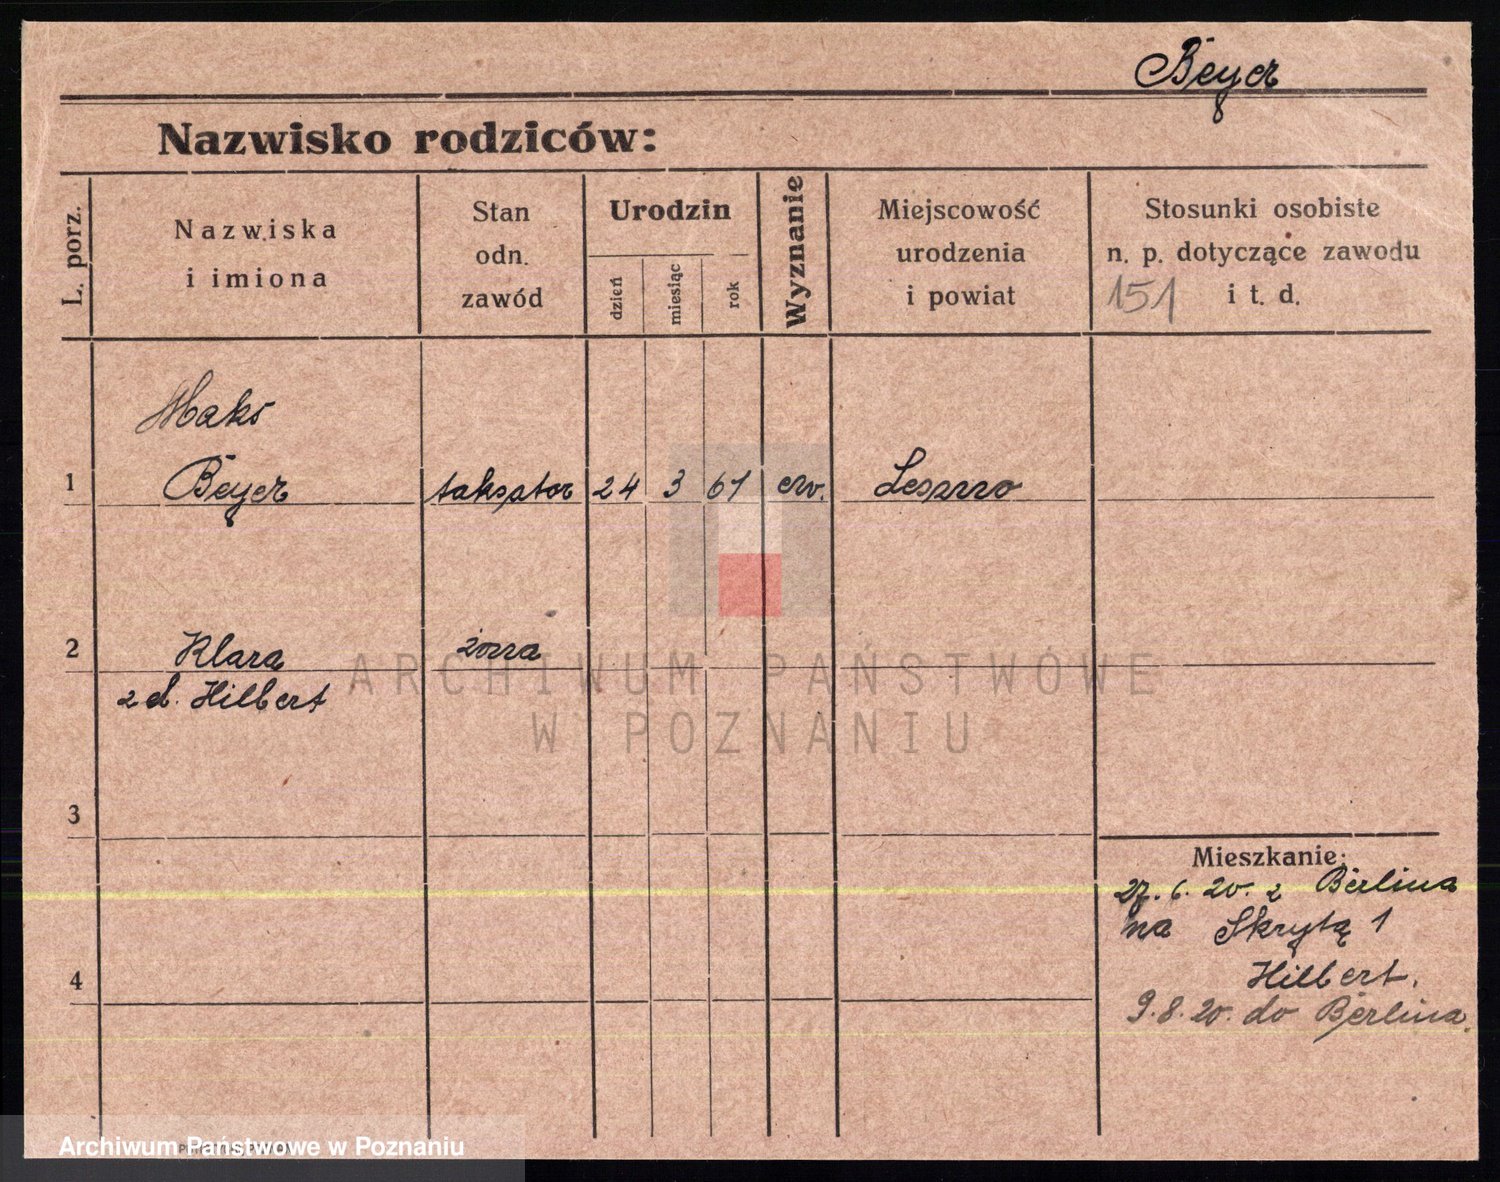 Beyer
Nazwisko rodziców:
L. porz.
Nazwiska
i imiona
Stan
odn.
zawód
Urodzin
dzień
miesiąc
rok
Wyznanie
Miejscowość
urodzenia
i powiat
Stosunki osobiste
n. p. dotyczące zawodu
i t. d.
151
Maks
1 Beyer taksator 24 3 61 ew. Leszno
2 Klara żona
z d. Hilbert
3
4
Mieszkanie:
27. 6. 20. z Berlina
na Skrytą 1
Hilbert.
9. 8. 20. do Berlina.
ARCHIWUM PAŃSTWOWE
W POZNANIU
Archiwum Państwowe w Poznaniu